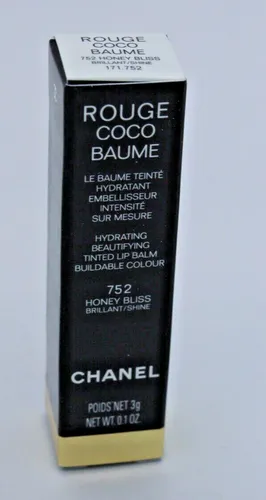 ROUGE
COCO
BAUME
752 HONEY BLISS
BRILLANT/SHINE
171.752
ROUGE
COCO
BAUME
LE BAUME TEINTÉ
HYDRATANT
EMBELLISSEUR
INTENSITÉ
SUR MESURE
HYDRATING
BEAUTIFYING
TINTED LIP BALM
BUILDABLE COLOUR
752
HONEY BLISS
BRILLANT/SHINE
CHANEL
POIDS NET 3g
NET WT. 0.1 OZ.